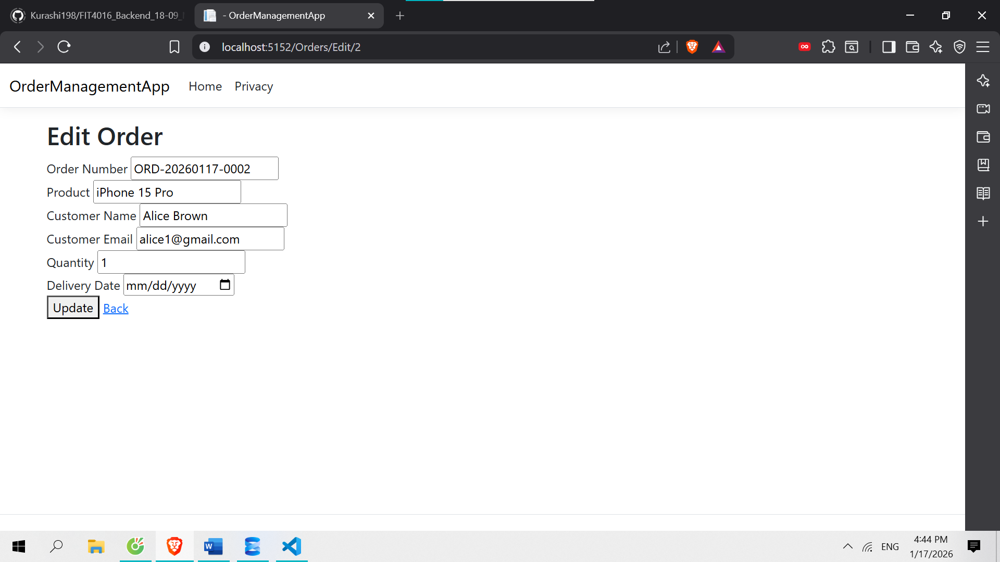 Kurashi198/FIT4016_Backend_18-09_
- OrderManagementApp
localhost:5152/Orders/Edit/2
OrderManagementApp Home Privacy
Edit Order
Order Number ORD-20260117-0002
Product iPhone 15 Pro
Customer Name Alice Brown
Customer Email alice1@gmail.com
Quantity 1
Delivery Date mm/dd/yyyy
Update Back
ENG
4:44 PM
1/17/2026